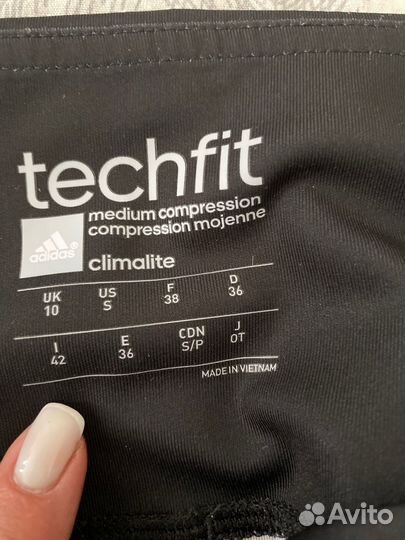 techfit
medium compression
compression mojenne
adidas®
climalite
UK US F D
10 S 38 36
I E CDN J
42 36 S/P OT
MADE IN VIETNAM
Avito